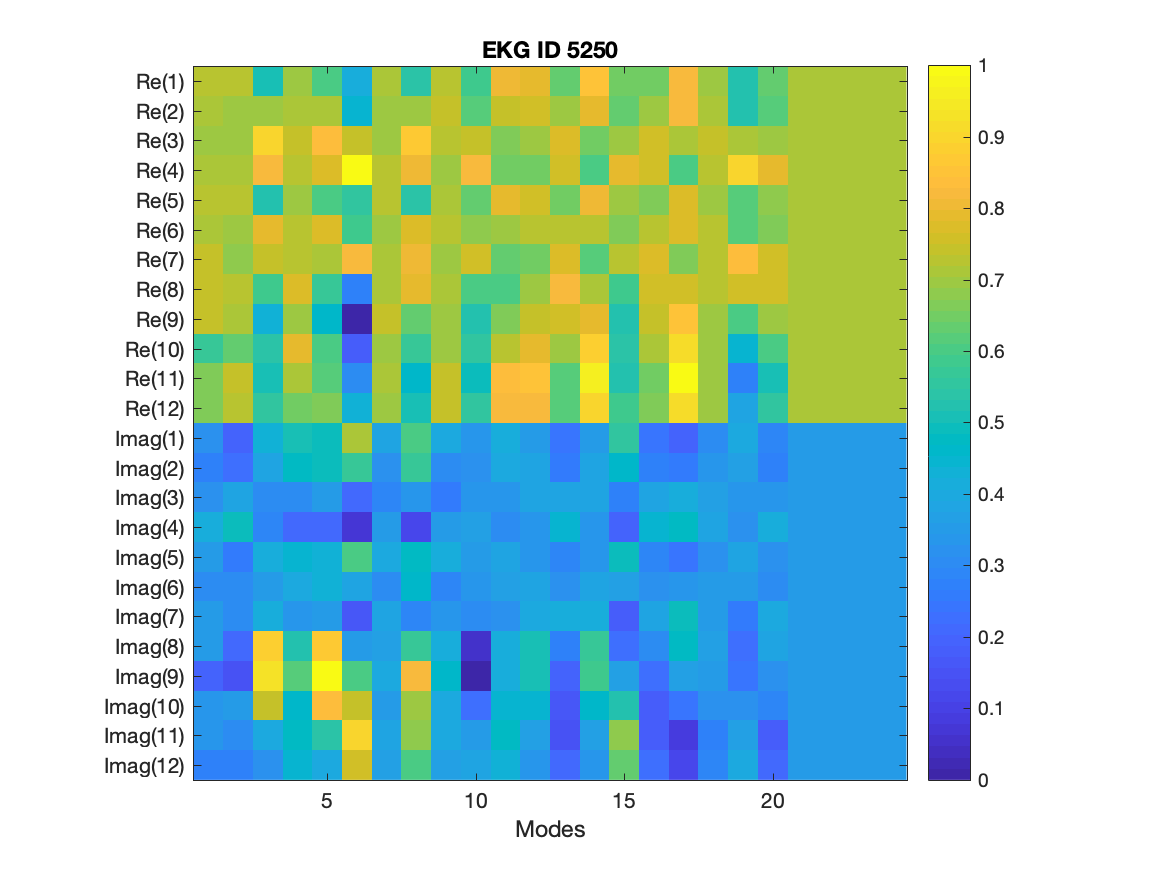 EKG ID 5250
Re(1)
Re(2)
Re(3)
Re(4)
Re(5)
Re(6)
Re(7)
Re(8)
Re(9)
Re(10)
Re(11)
Re(12)
Imag(1)
Imag(2)
Imag(3)
Imag(4)
Imag(5)
Imag(6)
Imag(7)
Imag(8)
Imag(9)
Imag(10)
Imag(11)
Imag(12)
5 10 15 20
Modes
1
0.9
0.8
0.7
0.6
0.5
0.4
0.3
0.2
0.1
0